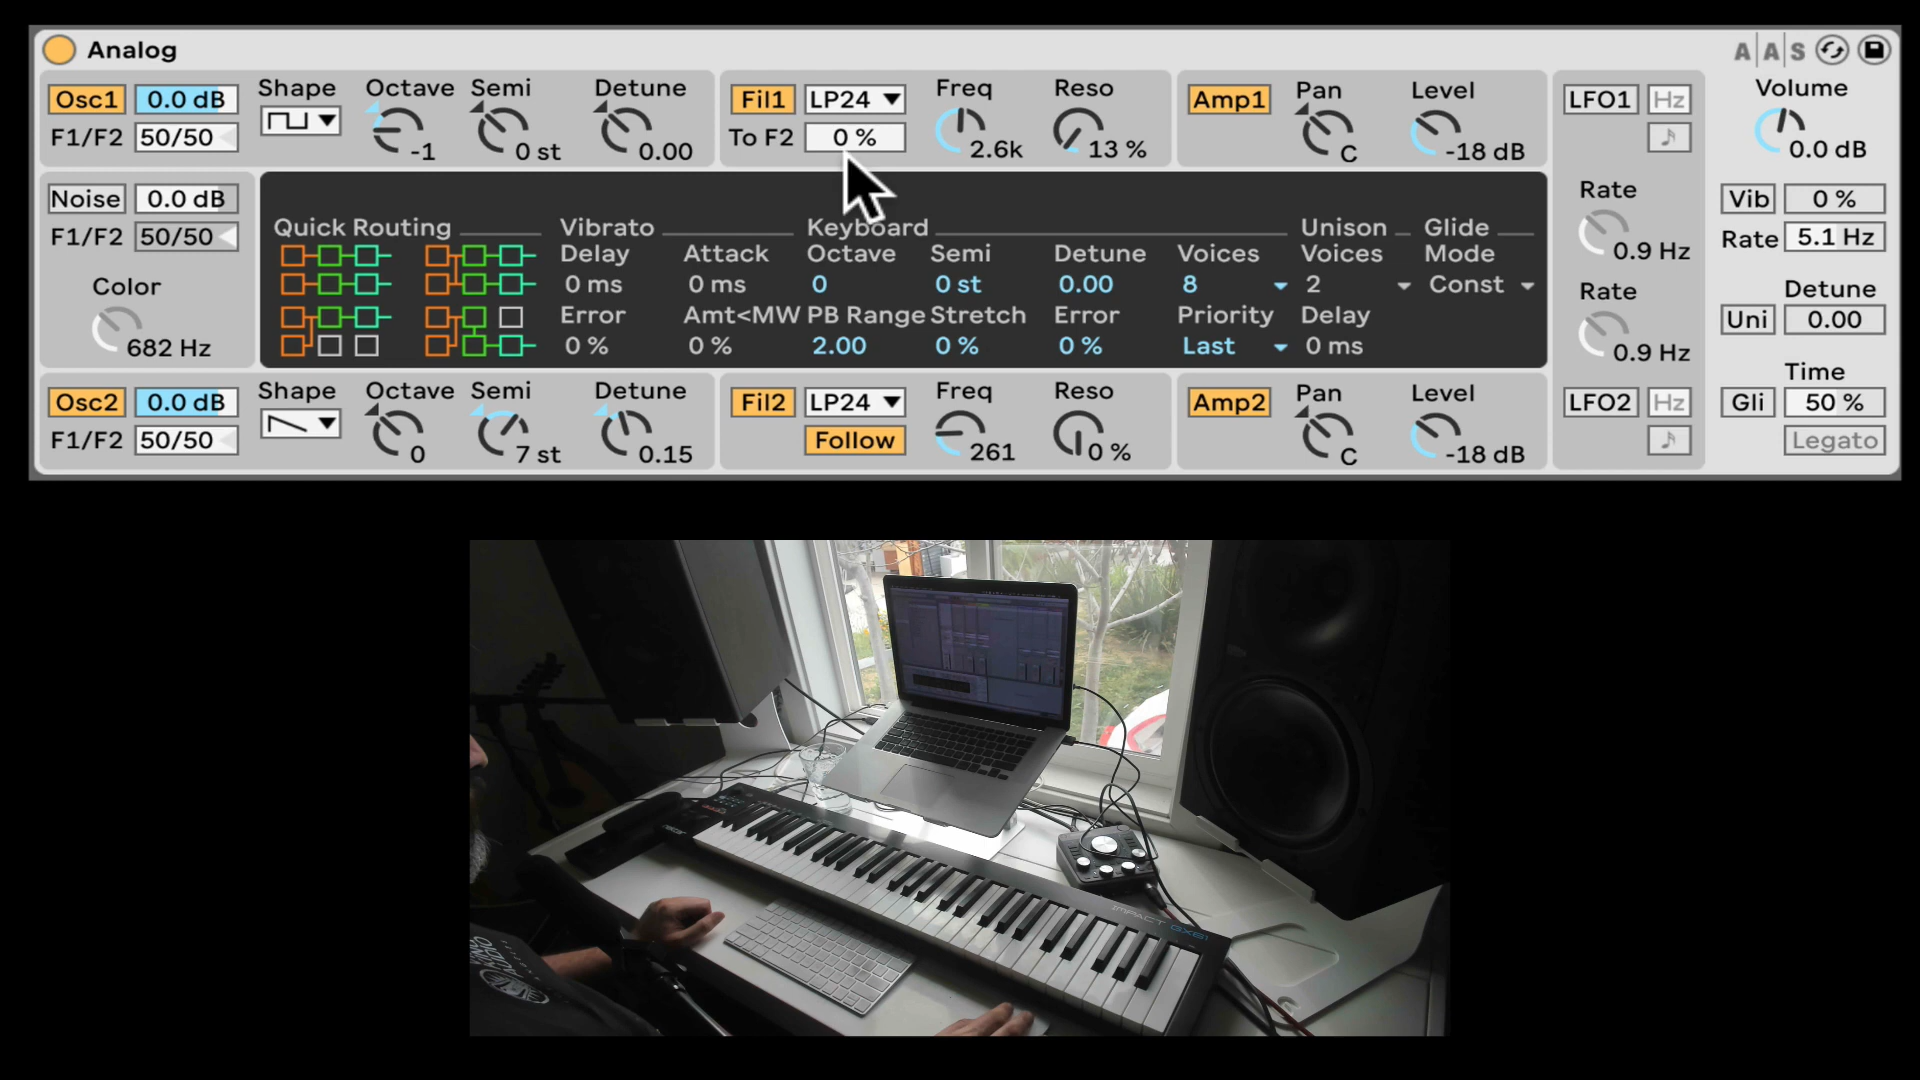 Analog
A|A|S
Osc1 0.0 dB Shape Octave Semi Detune
F1/F2 50/50 -1 0 st 0.00
Fil1 LP24 Freq Reso
To F2 0 % 2.6k 13 %
Amp1 Pan Level
C -18 dB
LFO1 Hz
Volume
0.0 dB
Noise 0.0 dB
F1/F2 50/50
Color
682 Hz
Quick Routing Vibrato Keyboard Unison Glide
Delay Attack Octave Semi Detune Voices Voices Mode
0 ms 0 ms 0 0 st 0.00 8 2 Const
Error Amt<MW PB Range Stretch Error Priority Delay
0 % 0 % 2.00 0 % 0 % Last 0 ms
Rate
0.9 Hz
Rate
0.9 Hz
Vib 0 %
Rate 5.1 Hz
Detune
Uni 0.00
Time
Gli 50 %
Legato
Osc2 0.0 dB Shape Octave Semi Detune
F1/F2 50/50 0 7 st 0.15
Fil2 LP24 Freq Reso
Follow 261 0 %
Amp2 Pan Level
C -18 dB
LFO2 Hz
IMPACT GX61